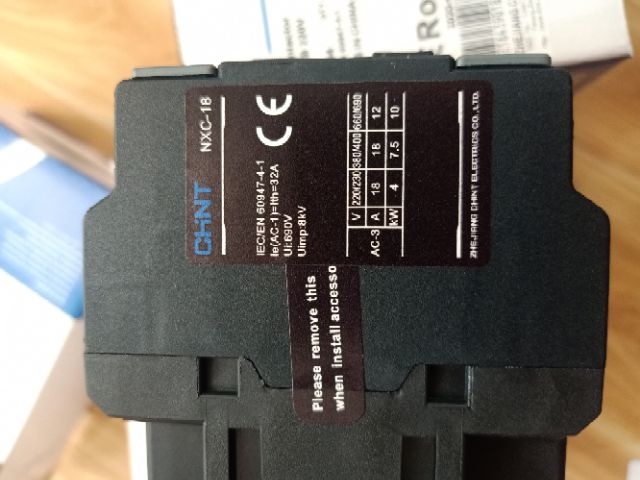 CHNT NXC-18
IEC/EN 60947-4-1
Ie(AC-1)=Ith=32A
Ui:690V
Uimp:8kV
AC-3 V 220(230) 380/400 660/690
A 18 18 12
kW 4 7.5 10
ZHEJIANG CHINT ELECTRICS CO.,LTD.
Please remove this
when install accesso